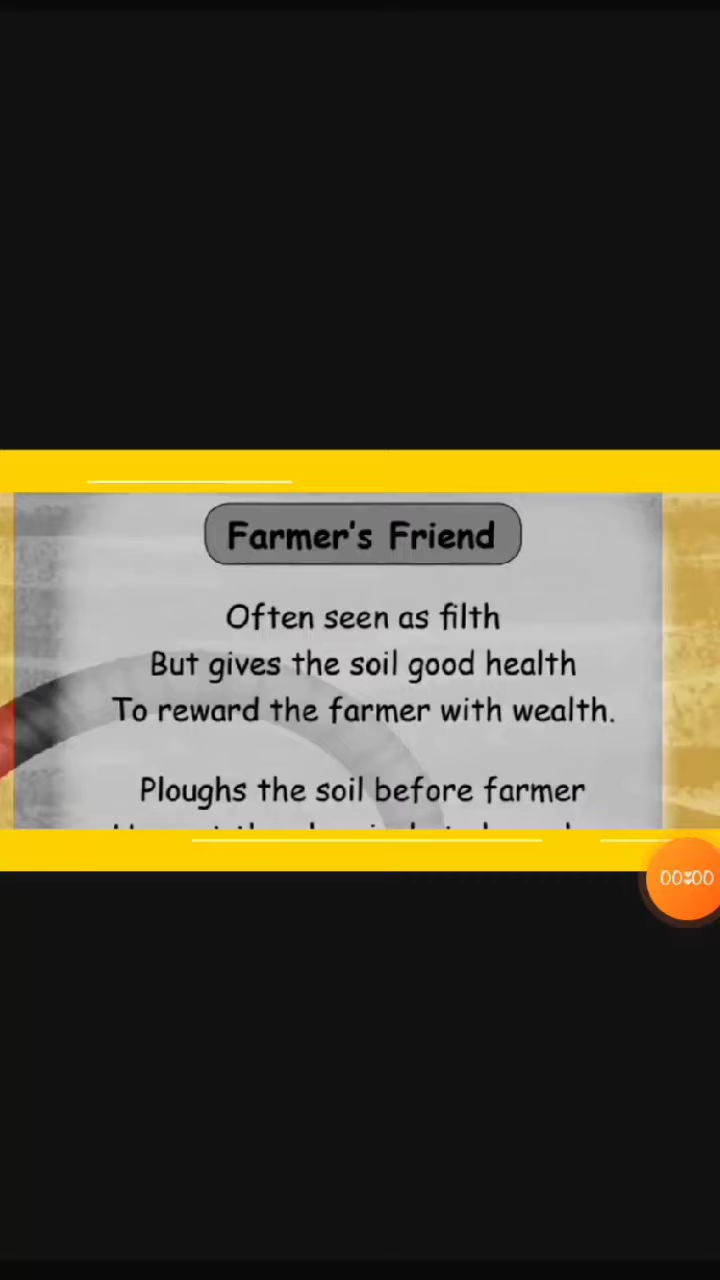 Farmer's Friend
Often seen as filth
But gives the soil good health
To reward the farmer with wealth.
Ploughs the soil before farmer
00:00